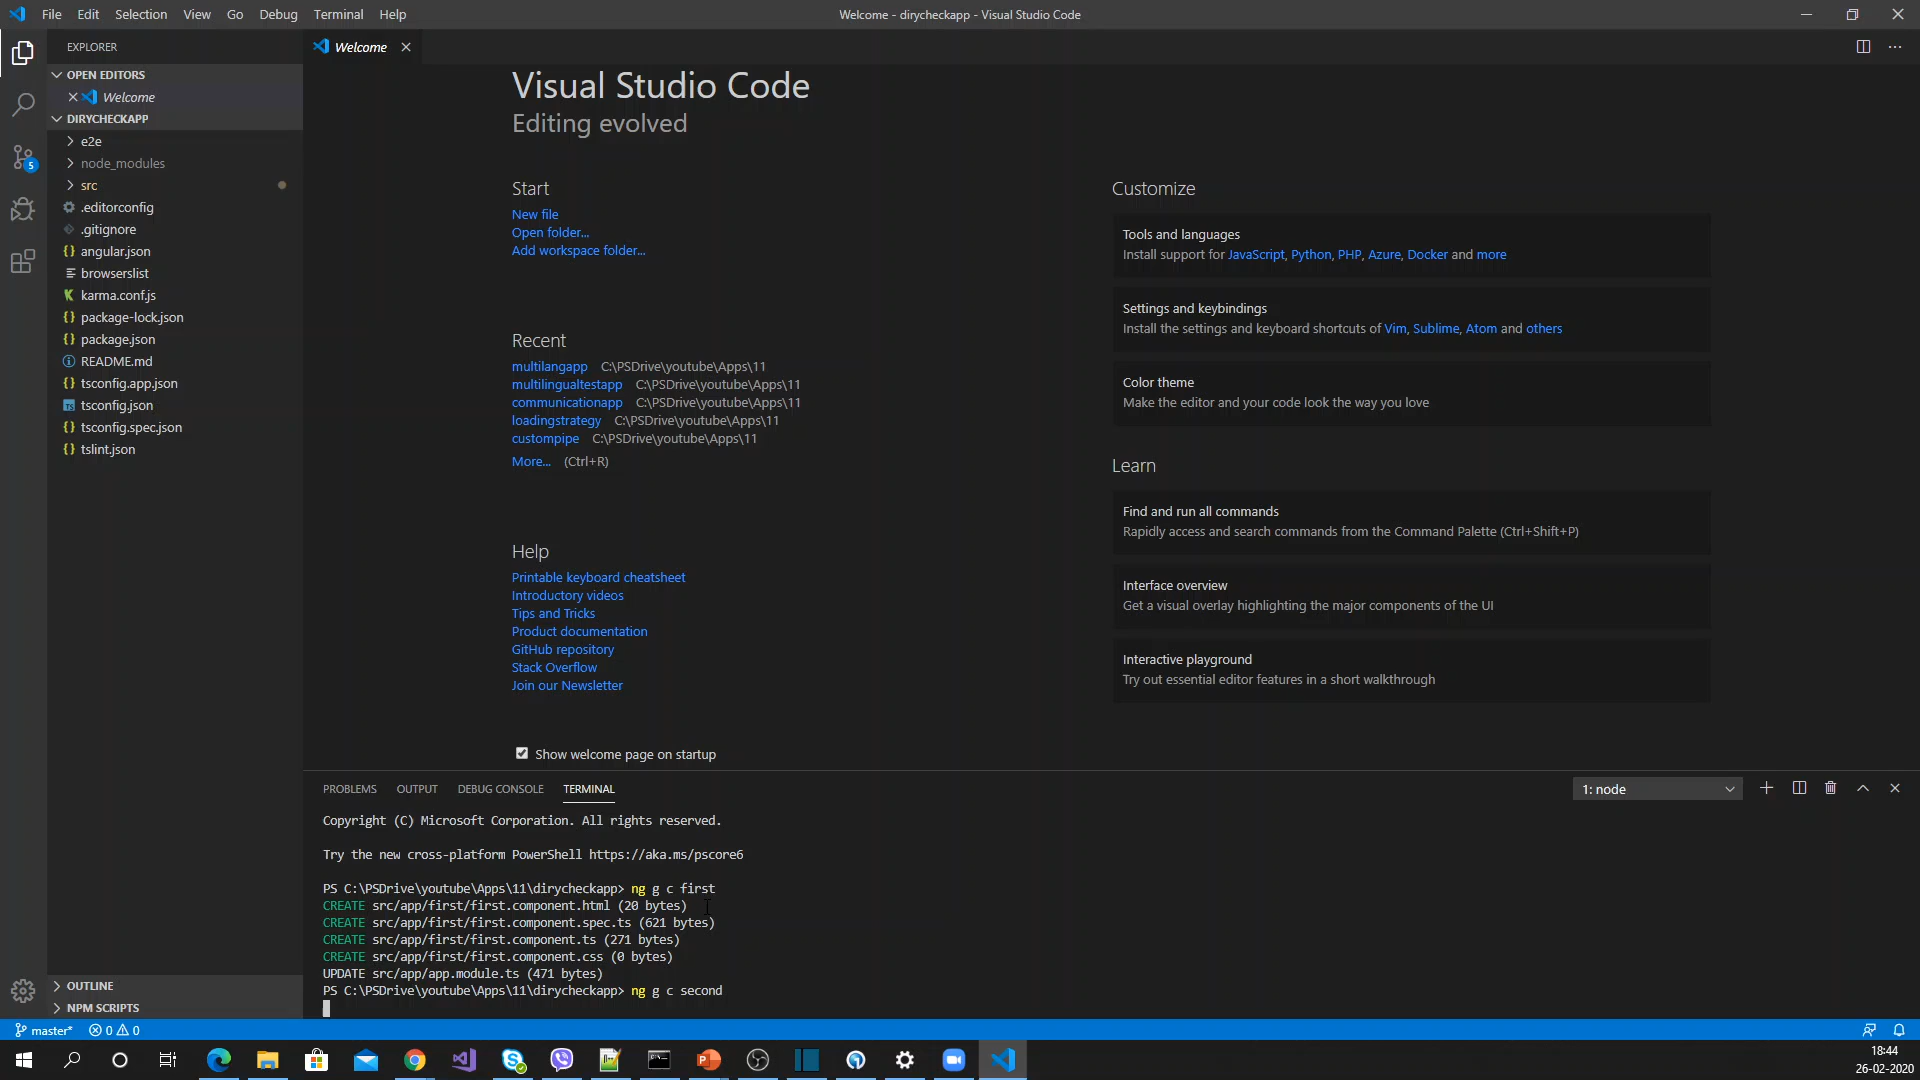 File Edit Selection View Go Debug Terminal Help
Welcome - dirycheckapp - Visual Studio Code
EXPLORER
Welcome
OPEN EDITORS
Welcome
DIRYCHECKAPP
e2e
node_modules
src
.editorconfig
.gitignore
angular.json
browserslist
karma.conf.js
package-lock.json
package.json
README.md
tsconfig.app.json
tsconfig.json
tsconfig.spec.json
tslint.json
OUTLINE
NPM SCRIPTS
5
Visual Studio Code
Editing evolved
Start
New file
Open folder...
Add workspace folder...
Recent
multilangapp C:\PSDrive\youtube\Apps\11
multilingualtestapp C:\PSDrive\youtube\Apps\11
communicationapp C:\PSDrive\youtube\Apps\11
loadingstrategy C:\PSDrive\youtube\Apps\11
custompipe C:\PSDrive\youtube\Apps\11
More... (Ctrl+R)
Help
Printable keyboard cheatsheet
Introductory videos
Tips and Tricks
Product documentation
GitHub repository
Stack Overflow
Join our Newsletter
Show welcome page on startup
Customize
Tools and languages
Install support for JavaScript, Python, PHP, Azure, Docker and more
Settings and keybindings
Install the settings and keyboard shortcuts of Vim, Sublime, Atom and others
Color theme
Make the editor and your code look the way you love
Learn
Find and run all commands
Rapidly access and search commands from the Command Palette (Ctrl+Shift+P)
Interface overview
Get a visual overlay highlighting the major components of the UI
Interactive playground
Try out essential editor features in a short walkthrough
PROBLEMS OUTPUT DEBUG CONSOLE TERMINAL
1: node
Copyright (C) Microsoft Corporation. All rights reserved.
Try the new cross-platform PowerShell https://aka.ms/pscore6
PS C:\PSDrive\youtube\Apps\11\dirycheckapp> ng g c first
CREATE src/app/first/first.component.html (20 bytes)
CREATE src/app/first/first.component.spec.ts (621 bytes)
CREATE src/app/first/first.component.ts (271 bytes)
CREATE src/app/first/first.component.css (0 bytes)
UPDATE src/app/app.module.ts (471 bytes)
PS C:\PSDrive\youtube\Apps\11\dirycheckapp> ng g c second
master* 0 0
18:44
26-02-2020